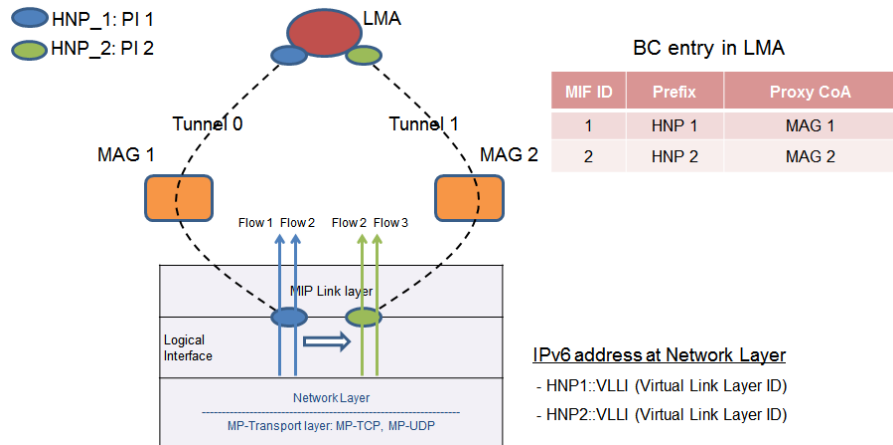 HNP_1: PI 1
HNP_2: PI 2
LMA
BC entry in LMA
MIF ID Prefix Proxy CoA
1 HNP 1 MAG 1
2 HNP 2 MAG 2
Tunnel 0
Tunnel 1
MAG 1
MAG 2
Flow 1 Flow 2
Flow 2 Flow 3
MIP Link layer
Logical
Interface
Network Layer
MP-Transport layer: MP-TCP, MP-UDP
IPv6 address at Network Layer
- HNP1::VLLI (Virtual Link Layer ID)
- HNP2::VLLI (Virtual Link Layer ID)